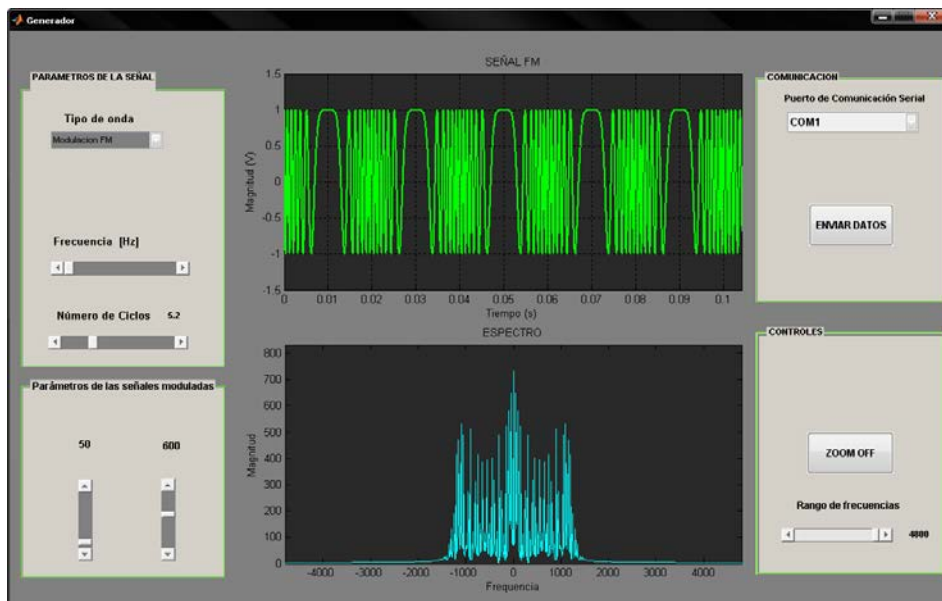 Generador
PARAMETROS DE LA SEÑAL
Tipo de onda
Modulacion FM
Frecuencia [Hz]
Número de Ciclos 5.2
Parámetros de las señales moduladas
50 600
SEÑAL FM
Magnitud (V)
1.5
1
0.5
0
-0.5
-1
-1.5
0 0.01 0.02 0.03 0.04 0.05 0.06 0.07 0.08 0.09 0.1
Tiempo (s)
ESPECTRO
Magnitud
800
700
600
500
400
300
200
100
0
-4000 -3000 -2000 -1000 0 1000 2000 3000 4000
Frequencia
COMUNICACION
Puerto de Comunicación Serial
COM1
ENVIAR DATOS
CONTROLES
ZOOM OFF
Rango de frecuencias
4800